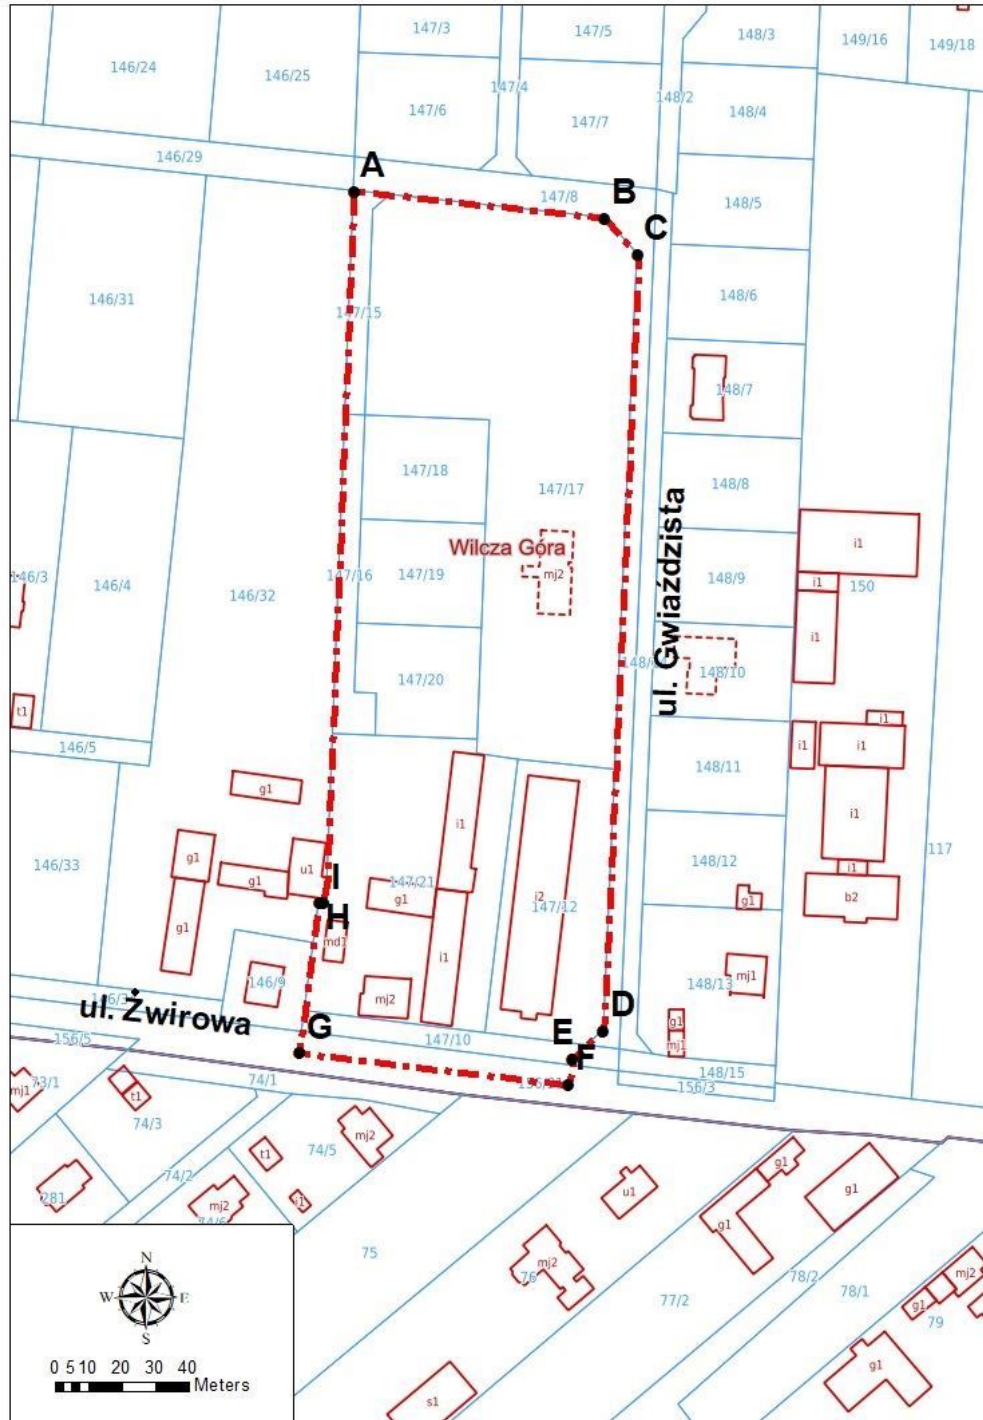 147/3
147/5
148/3
149/16
149/18
146/24
146/25
147/4
148/2
147/6
147/7
148/4
146/29
A
147/8
B
C
148/5
146/31
147/15
148/6
148/7
147/18
147/17
148/8
Wilcza Góra
ul. Gwiaździsta
i1
146/3
146/4
146/32
147/16
147/19
mj2
148/9
i1
150
i1
147/20
148/10
t1
146/5
i1
i1
i1
148/11
g1
i1
i1
117
146/33
g1
u1
I
g1
147/21
g1
i2
147/12
148/12
g1
i1
b2
H
g1
md1
i1
146/9
mj2
148/13
mj1
ul. Żwirowa
G
147/10
E
D
F
g1
mj1
156/5
148/15
156/3
mj1
73/1
t1
74/1
74/3
mj2
74/5
t1
74/2
281
mj2
i1
u1
g1
g1
g1
75
mj2
76
78/2
77/2
78/1
mj2
g1
79
g1
s1
N
W
E
S
0 5 10 20 30 40
Meters